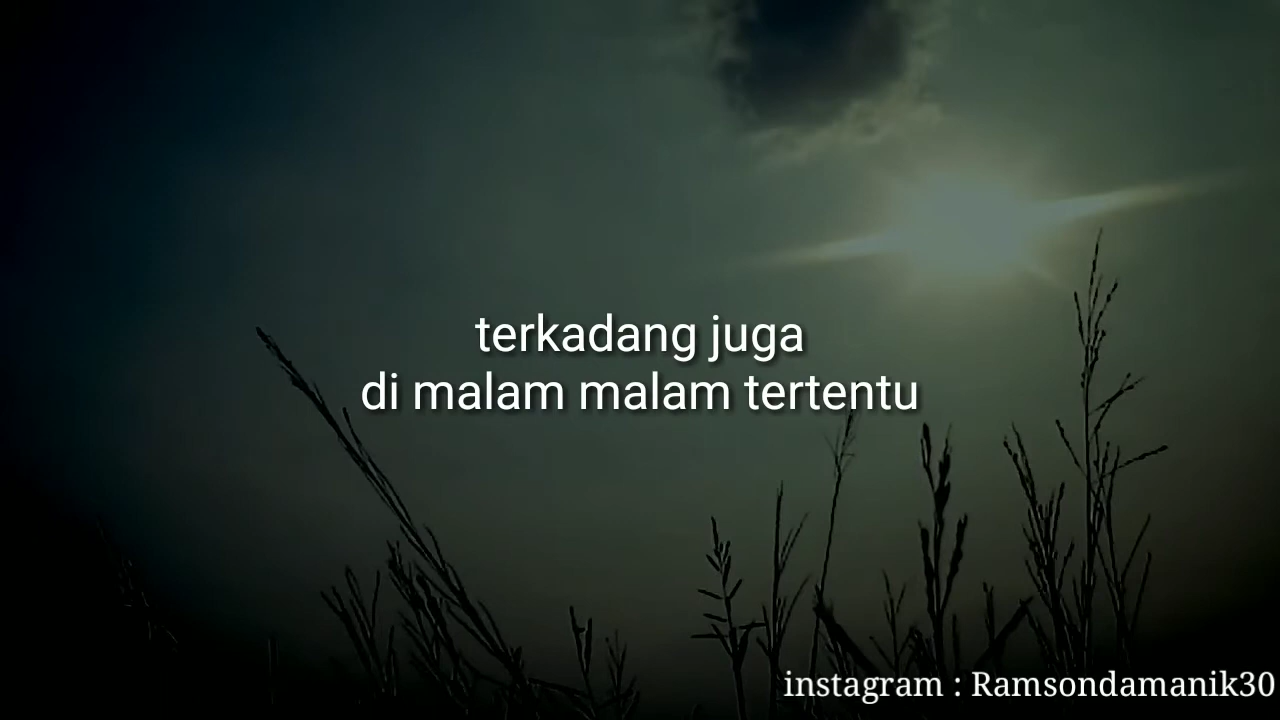 terkadang juga
di malam malam tertentu
instagram : Ramsondamanik30